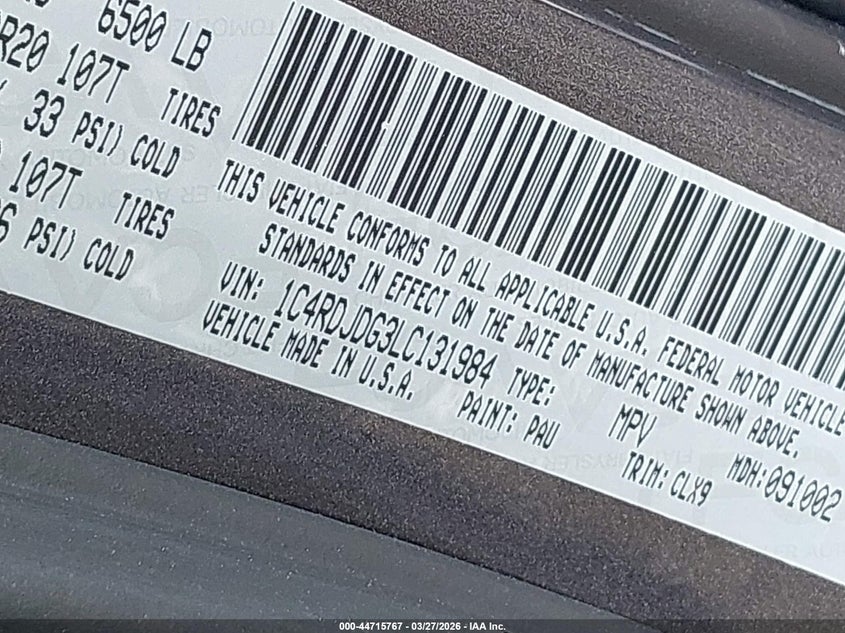 6500 LB
R20 107T TIRES
33 PSI) COLD
107T TIRES
PSI) COLD
THIS VEHICLE CONFORMS TO ALL APPLICABLE U.S.A. FEDERAL MOTOR VEHICLE
STANDARDS IN EFFECT ON THE DATE OF MANUFACTURE SHOWN ABOVE.
VIN: 1C4RDJDG3LC131984 TYPE: MPV MDH:091002
VEHICLE MADE IN U.S.A. PAINT: PAU TRIM: CLX9
000-44715767 - 03/27/2026 - IAA Inc.